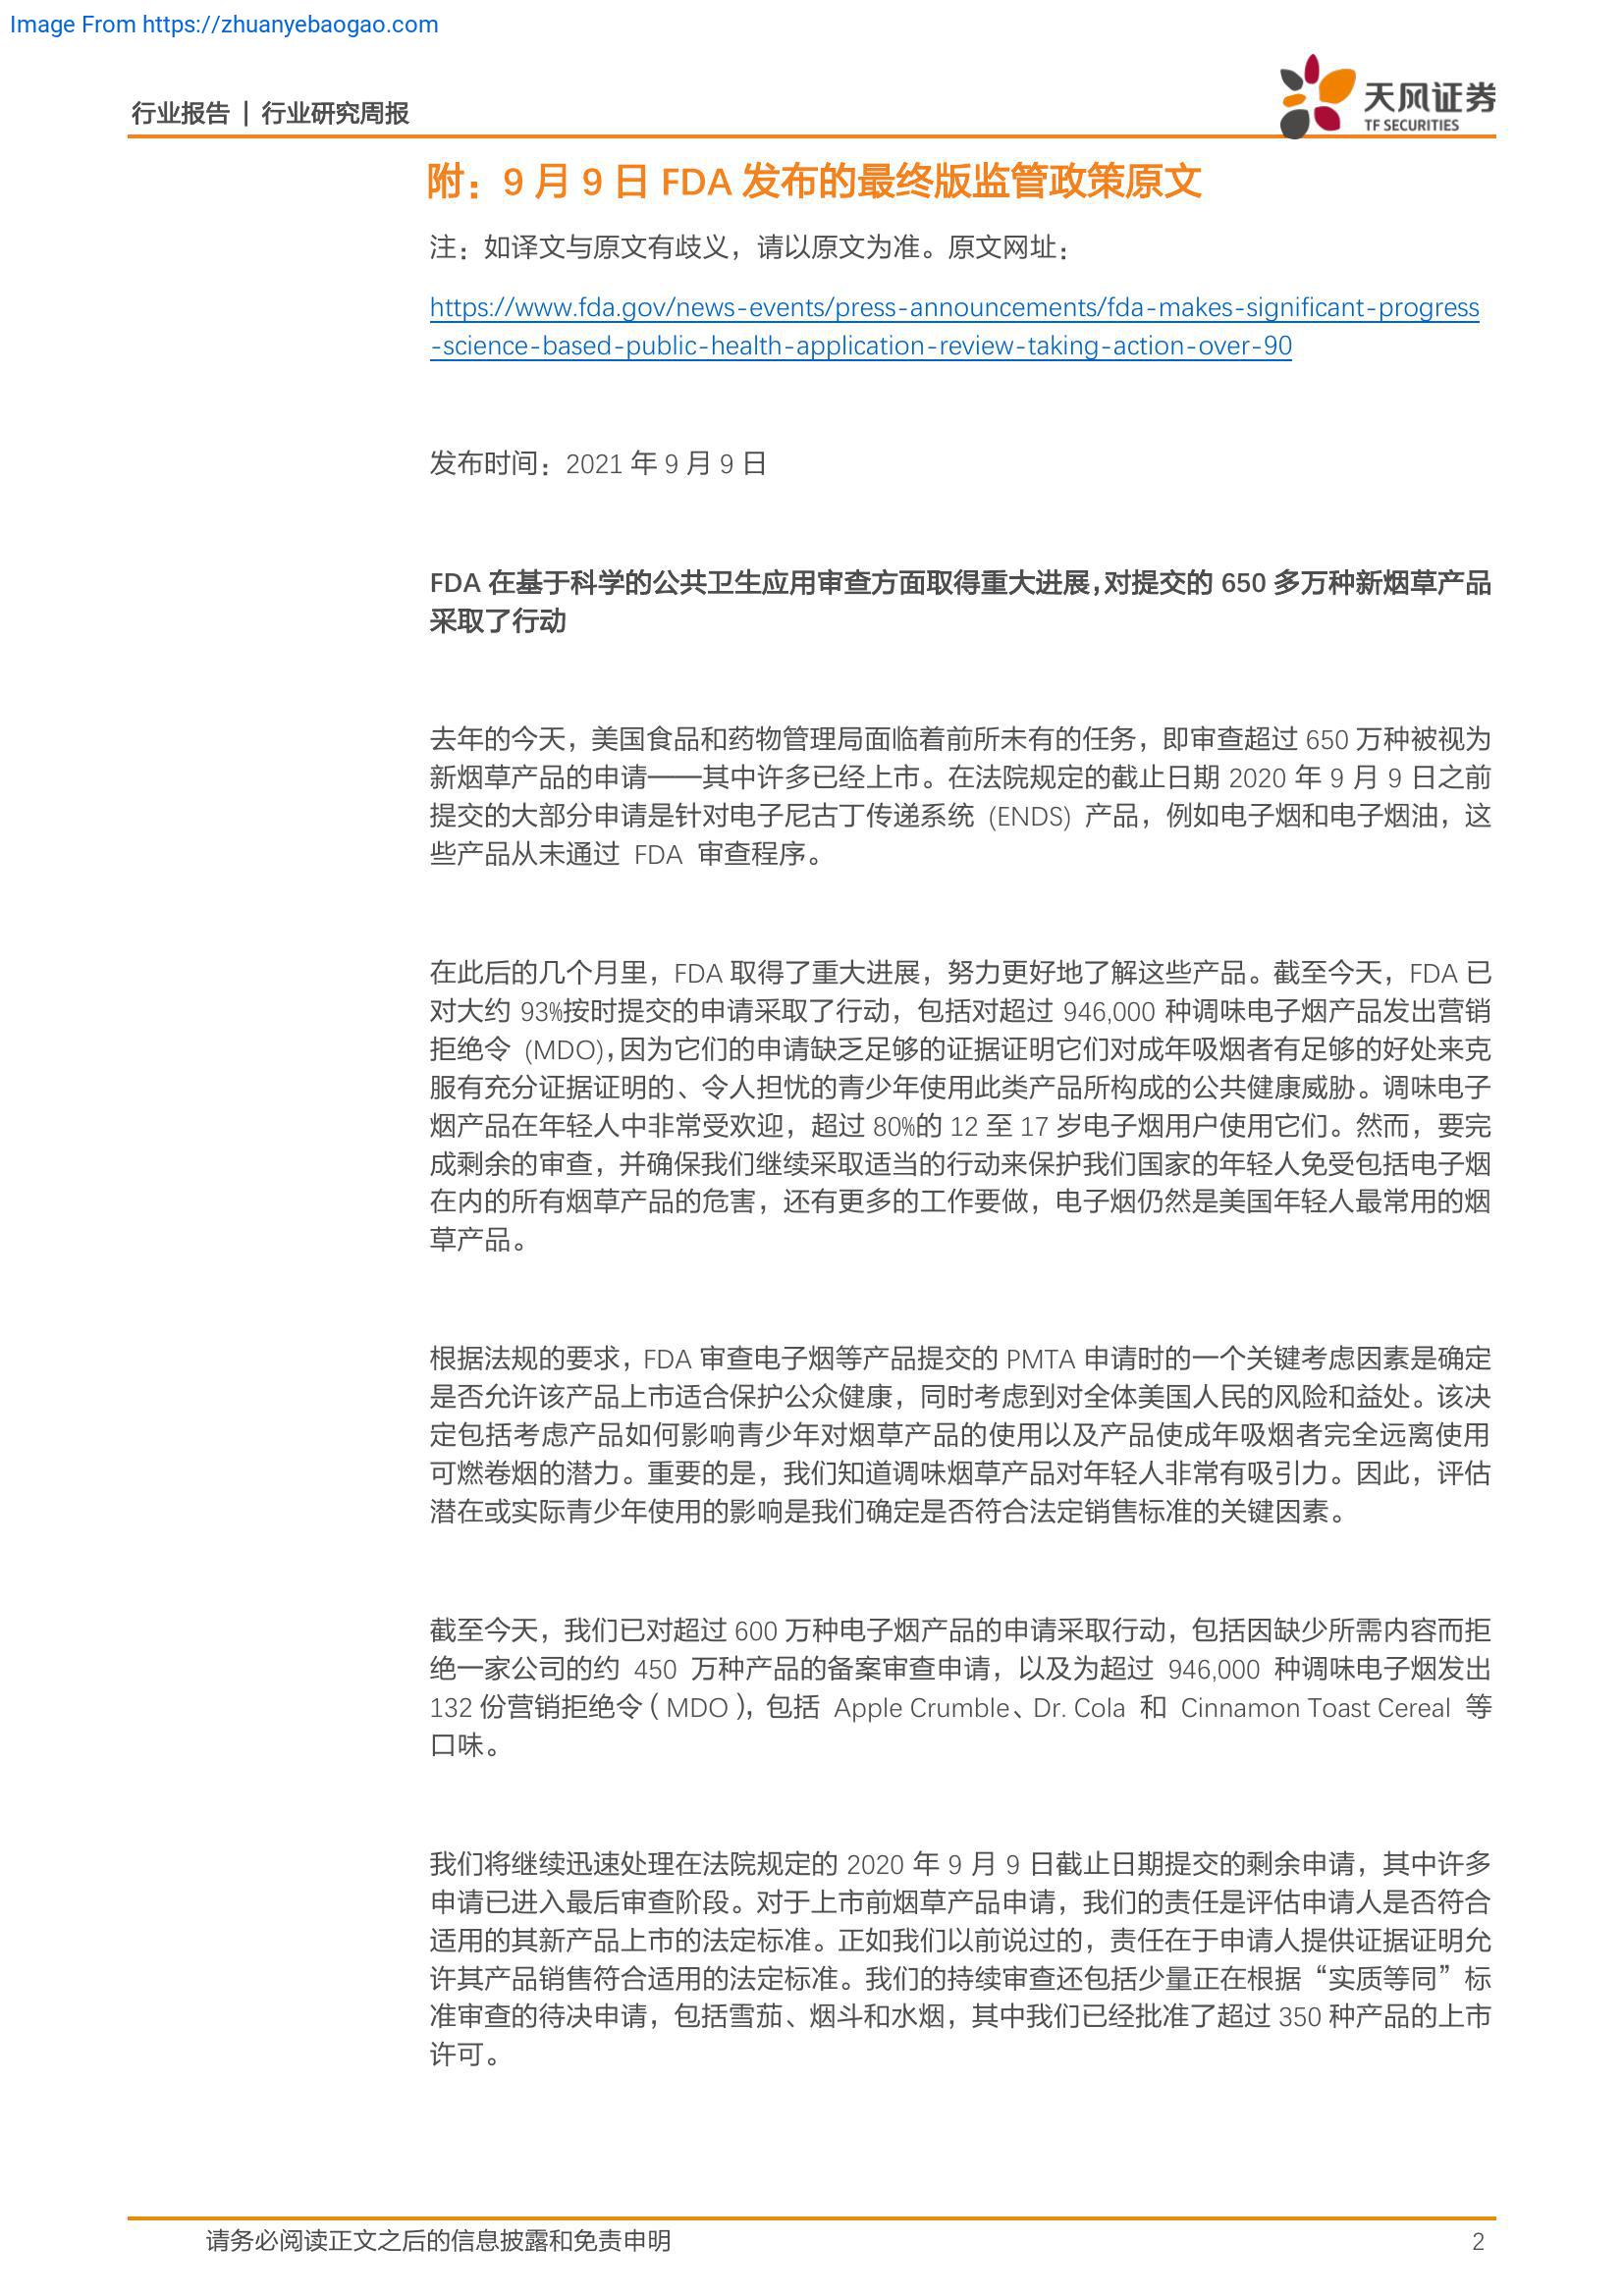 Image From https://zhuanyebaogao.com
行业报告 | 行业研究周报
天风证券
TF SECURITIES
附：9 月 9 日 FDA 发布的最终版监管政策原文
注：如译文与原文有歧义，请以原文为准。原文网址：
https://www.fda.gov/news-events/press-announcements/fda-makes-significant-progress
-science-based-public-health-application-review-taking-action-over-90
发布时间：2021 年 9 月 9 日
FDA 在基于科学的公共卫生应用审查方面取得重大进展，对提交的 650 多万种新烟草产品
采取了行动
去年的今天，美国食品和药物管理局面临着前所未有的任务，即审查超过 650 万种被视为
新烟草产品的申请——其中许多已经上市。在法院规定的截止日期 2020 年 9 月 9 日之前
提交的大部分申请是针对电子尼古丁传递系统 (ENDS) 产品，例如电子烟和电子烟油，这
些产品从未通过 FDA 审查程序。
在此后的几个月里，FDA 取得了重大进展，努力更好地了解这些产品。截至今天，FDA 已
对大约 93%按时提交的申请采取了行动，包括对超过 946,000 种调味电子烟产品发出营销
拒绝令 (MDO)，因为它们的申请缺乏足够的证据证明它们对成年吸烟者有足够的好处来克
服有充分证据证明的、令人担忧的青少年使用此类产品所构成的公共健康威胁。调味电子
烟产品在年轻人中非常受欢迎，超过 80%的 12 至 17 岁电子烟用户使用它们。然而，要完
成剩余的审查，并确保我们继续采取适当的行动来保护我们国家的年轻人免受包括电子烟
在内的所有烟草产品的危害，还有更多的工作要做，电子烟仍然是美国年轻人最常用的烟
草产品。
根据法规的要求，FDA 审查电子烟等产品提交的 PMTA 申请时的一个关键考虑因素是确定
是否允许该产品上市适合保护公众健康，同时考虑到对全体美国人民的风险和益处。该决
定包括考虑产品如何影响青少年对烟草产品的使用以及产品使成年吸烟者完全远离使用
可燃卷烟的潜力。重要的是，我们知道调味烟草产品对年轻人非常有吸引力。因此，评估
潜在或实际青少年使用的影响是我们确定是否符合法定销售标准的关键因素。
截至今天，我们已对超过 600 万种电子烟产品的申请采取行动，包括因缺少所需内容而拒
绝一家公司的约 450 万种产品的备案审查申请，以及为超过 946,000 种调味电子烟发出
132 份营销拒绝令（MDO），包括 Apple Crumble、Dr. Cola 和 Cinnamon Toast Cereal 等
口味。
我们将继续迅速处理在法院规定的 2020 年 9 月 9 日截止日期提交的剩余申请，其中许多
申请已进入最后审查阶段。对于上市前烟草产品申请，我们的责任是评估申请人是否符合
适用的其新产品上市的法定标准。正如我们以前说过的，责任在于申请人提供证据证明允
许其产品销售符合适用的法定标准。我们的持续审查还包括少量正在根据“实质等同”标
准审查的待决申请，包括雪茄、烟斗和水烟，其中我们已经批准了超过 350 种产品的上市
许可。
请务必阅读正文之后的信息披露和免责申明
2